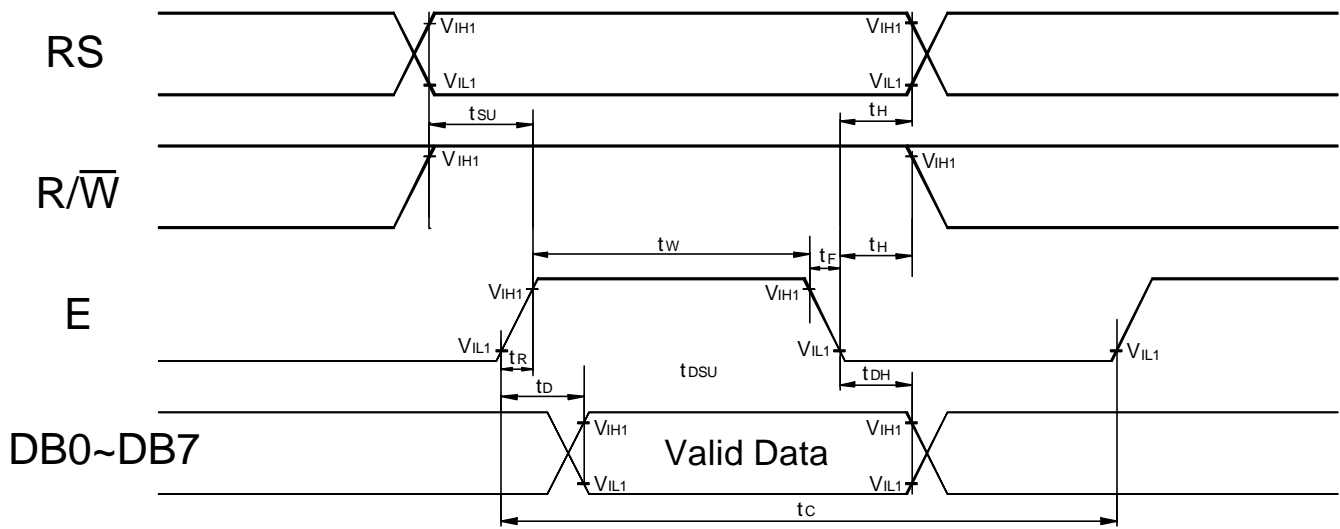 RS
VIH1
VIH1
VIL1
VIL1
tSU
tH
R/W̅
VIH1
VIH1
tW
tF
tH
E
VIH1
VIH1
VIL1
VIL1
VIL1
tR
tDSU
tDH
tD
DB0~DB7
VIH1
Valid Data
VIH1
VIL1
VIL1
tC